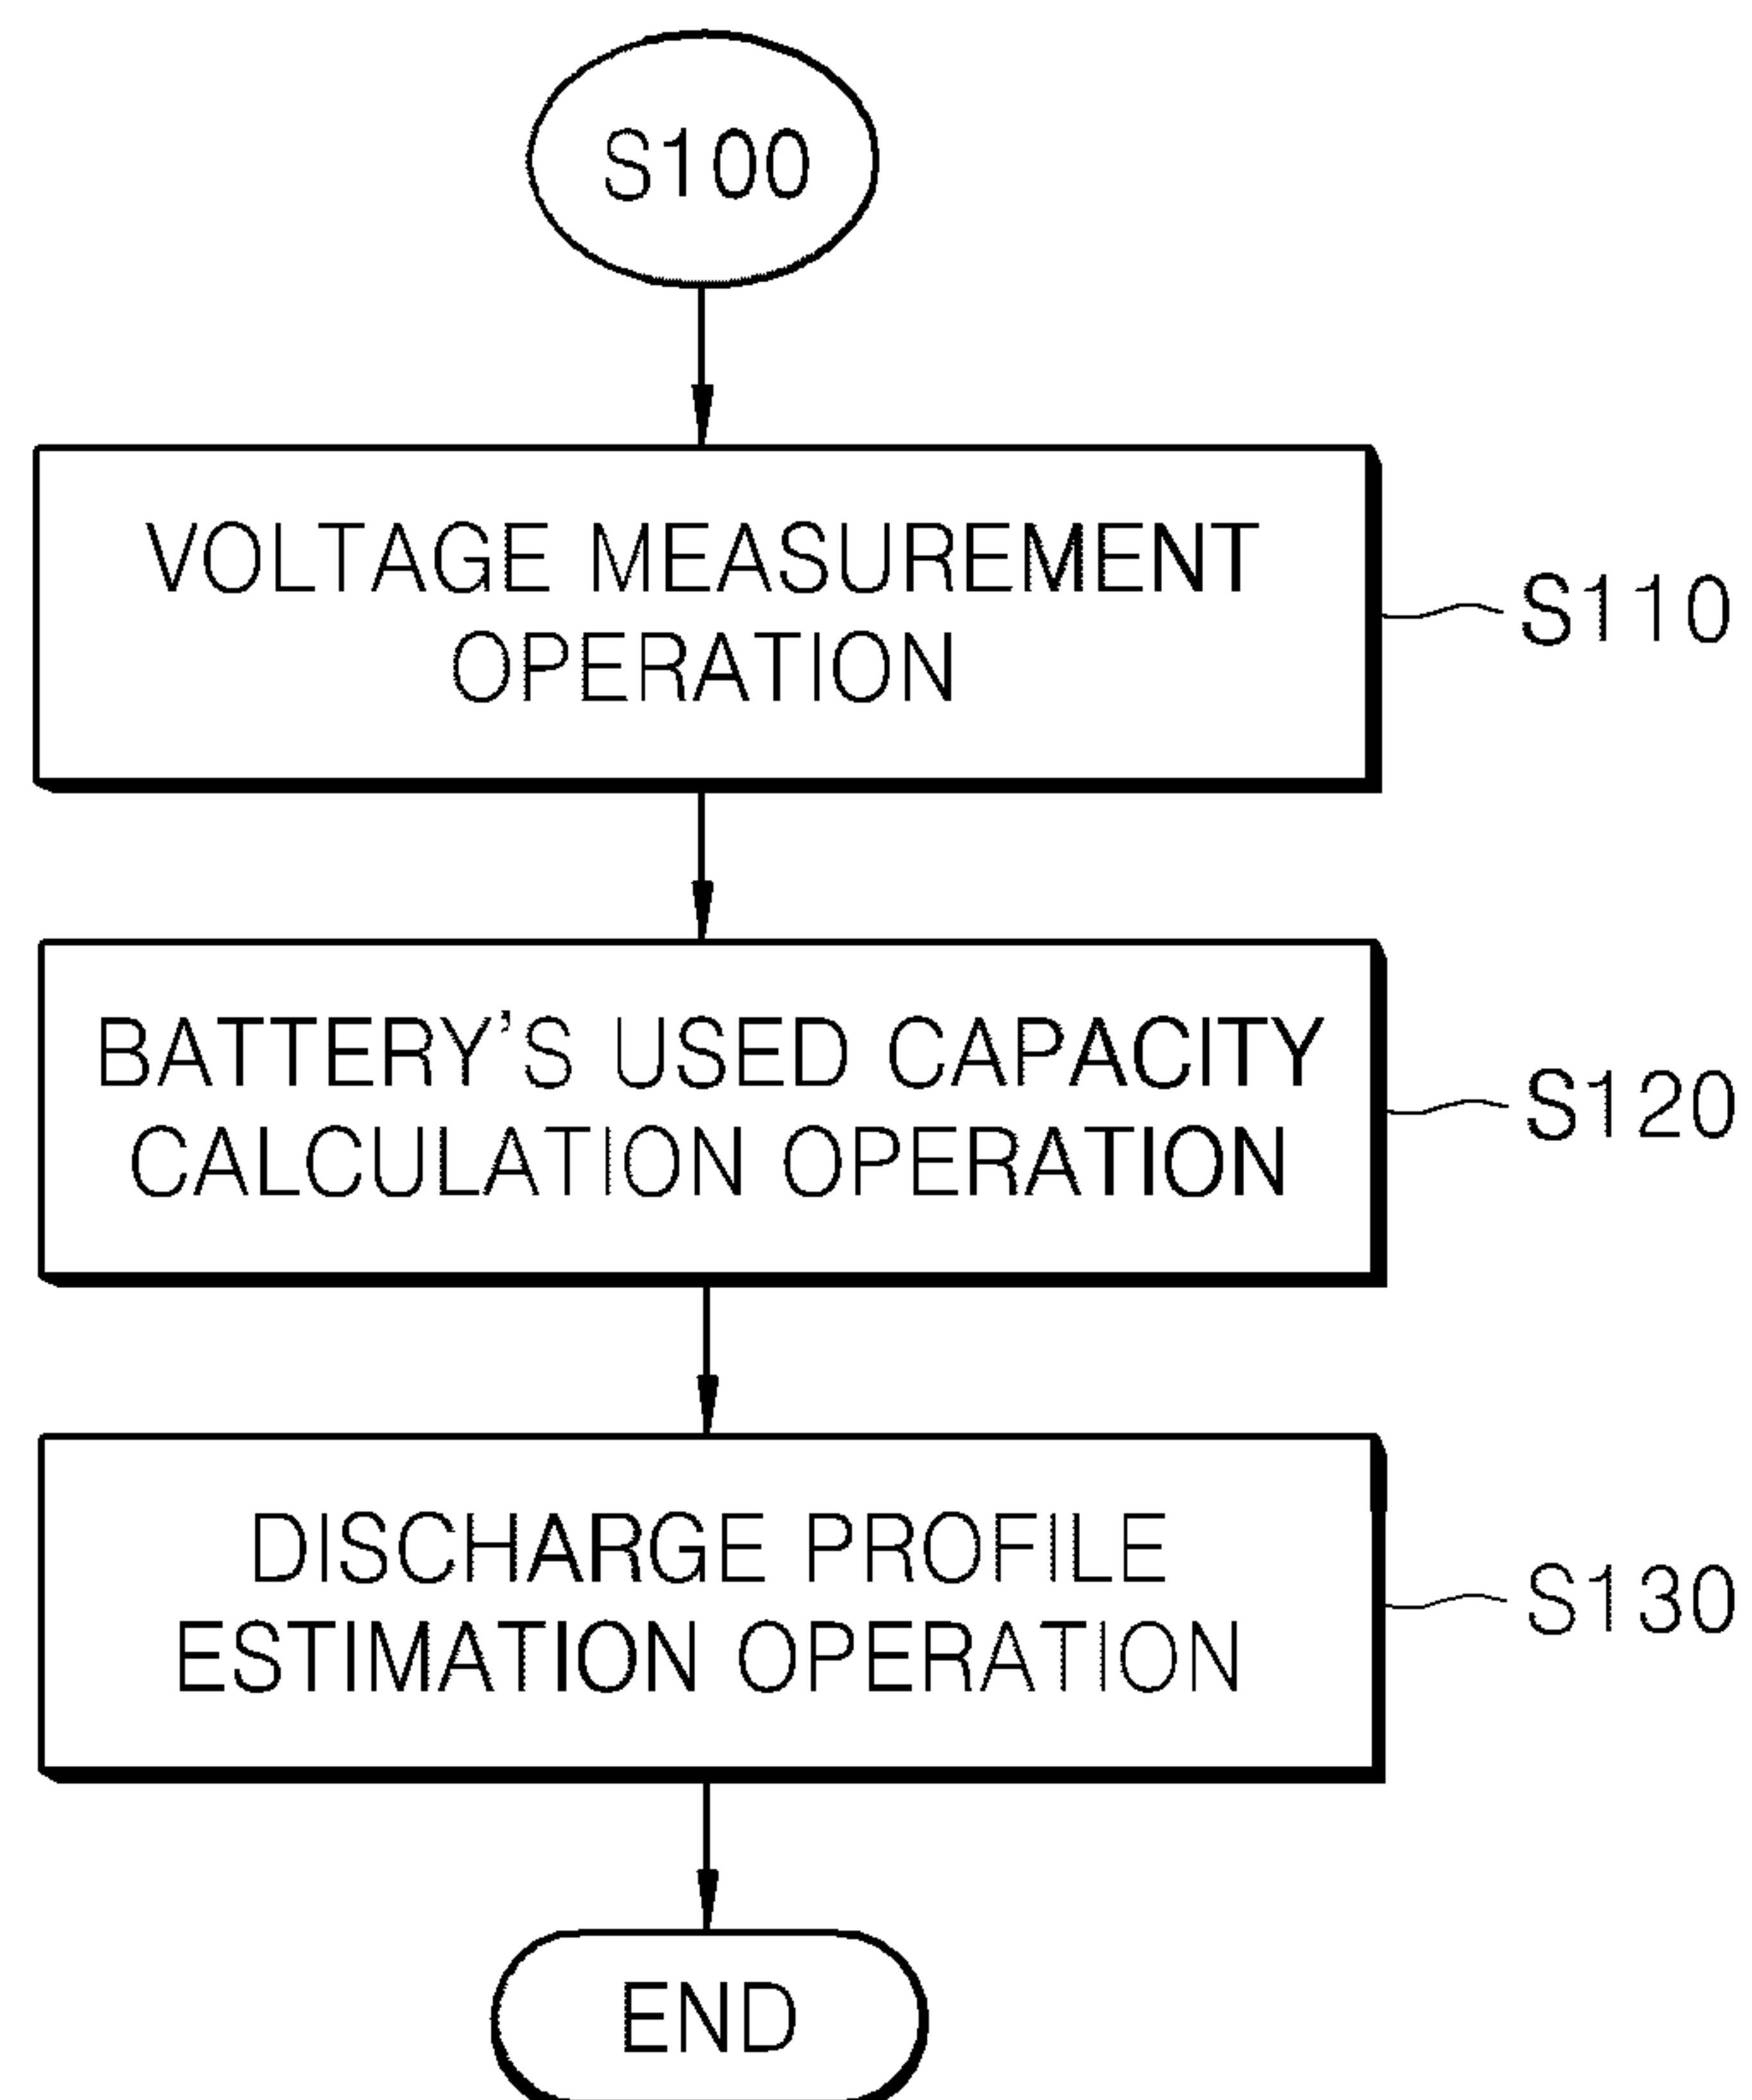 S100
VOLTAGE MEASUREMENT
OPERATION
S110
BATTERY'S USED CAPACITY
CALCULATION OPERATION
S120
DISCHARGE PROFILE
ESTIMATION OPERATION
S130
END